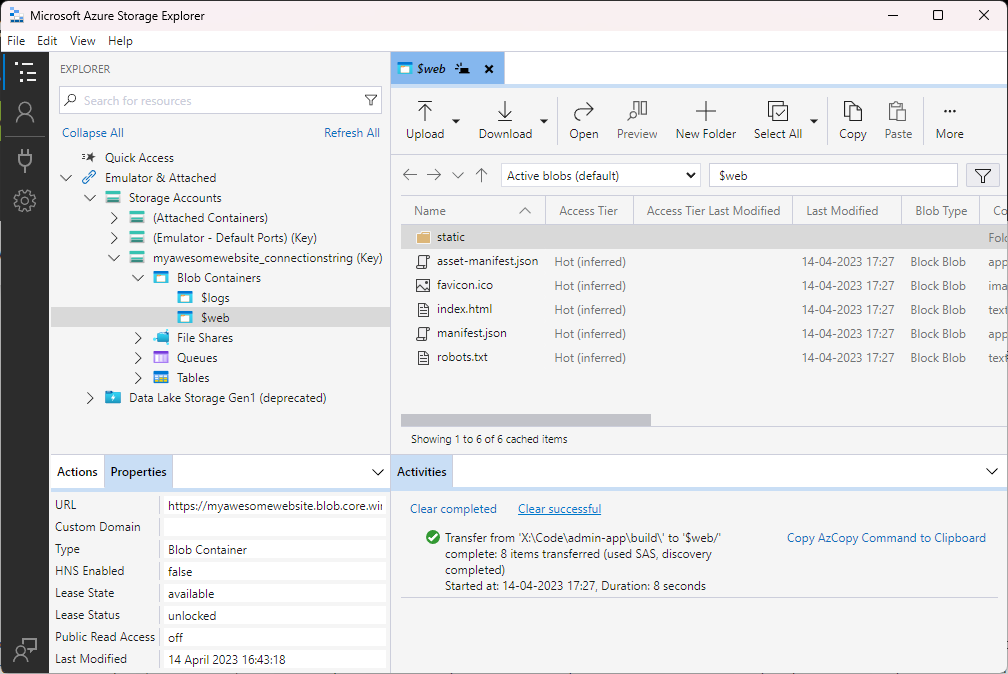 Microsoft Azure Storage Explorer
File Edit View Help
EXPLORER
Search for resources
Collapse All Refresh All
Quick Access
Emulator & Attached
Storage Accounts
(Attached Containers)
(Emulator - Default Ports) (Key)
myawesomewebsite_connectionstring (Key)
Blob Containers
$logs
$web
File Shares
Queues
Tables
Data Lake Storage Gen1 (deprecated)
Actions Properties
URL https://myawesomewebsite.blob.core.wi
Custom Domain
Type Blob Container
HNS Enabled false
Lease State available
Lease Status unlocked
Public Read Access off
Last Modified 14 April 2023 16:43:18
$web
Upload Download Open Preview New Folder Select All Copy Paste More
Active blobs (default) $web
Name Access Tier Access Tier Last Modified Last Modified Blob Type Co
static Fol
asset-manifest.json Hot (inferred) 14-04-2023 17:27 Block Blob app
favicon.ico Hot (inferred) 14-04-2023 17:27 Block Blob ima
index.html Hot (inferred) 14-04-2023 17:27 Block Blob text
manifest.json Hot (inferred) 14-04-2023 17:27 Block Blob app
robots.txt Hot (inferred) 14-04-2023 17:27 Block Blob text
Showing 1 to 6 of 6 cached items
Activities
Clear completed Clear successful
Transfer from 'X:\Code\admin-app\build\' to '$web/' Copy AzCopy Command to Clipboard
complete: 8 items transferred (used SAS, discovery
completed)
Started at: 14-04-2023 17:27, Duration: 8 seconds